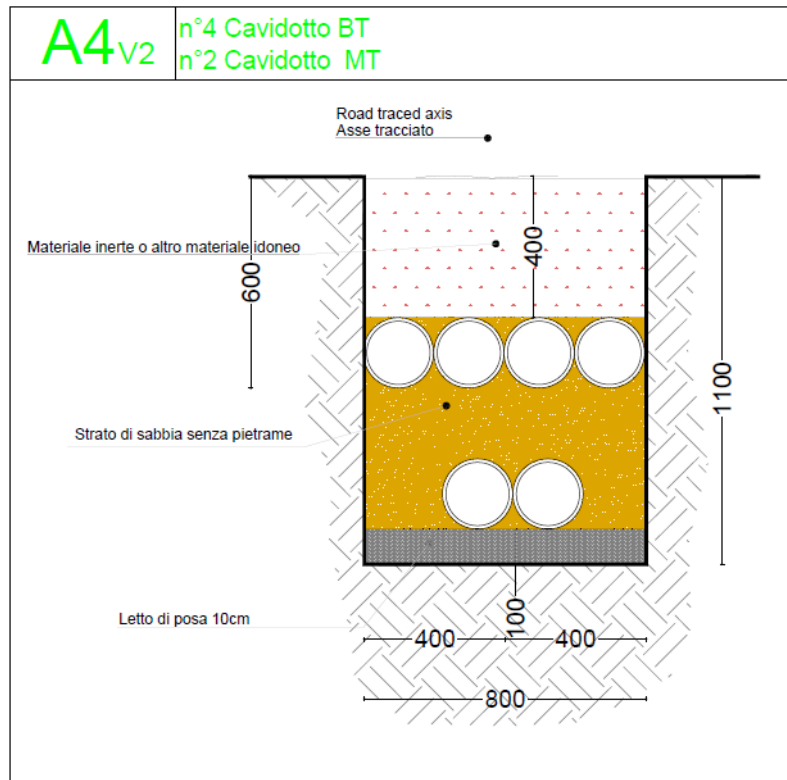 A4V2
n°4 Cavidotto BT
n°2 Cavidotto MT
Road traced axis
Asse tracciato
Materiale inerte o altro materiale idoneo
400
600
1100
Strato di sabbia senza pietrame
Letto di posa 10cm
100
400
400
800